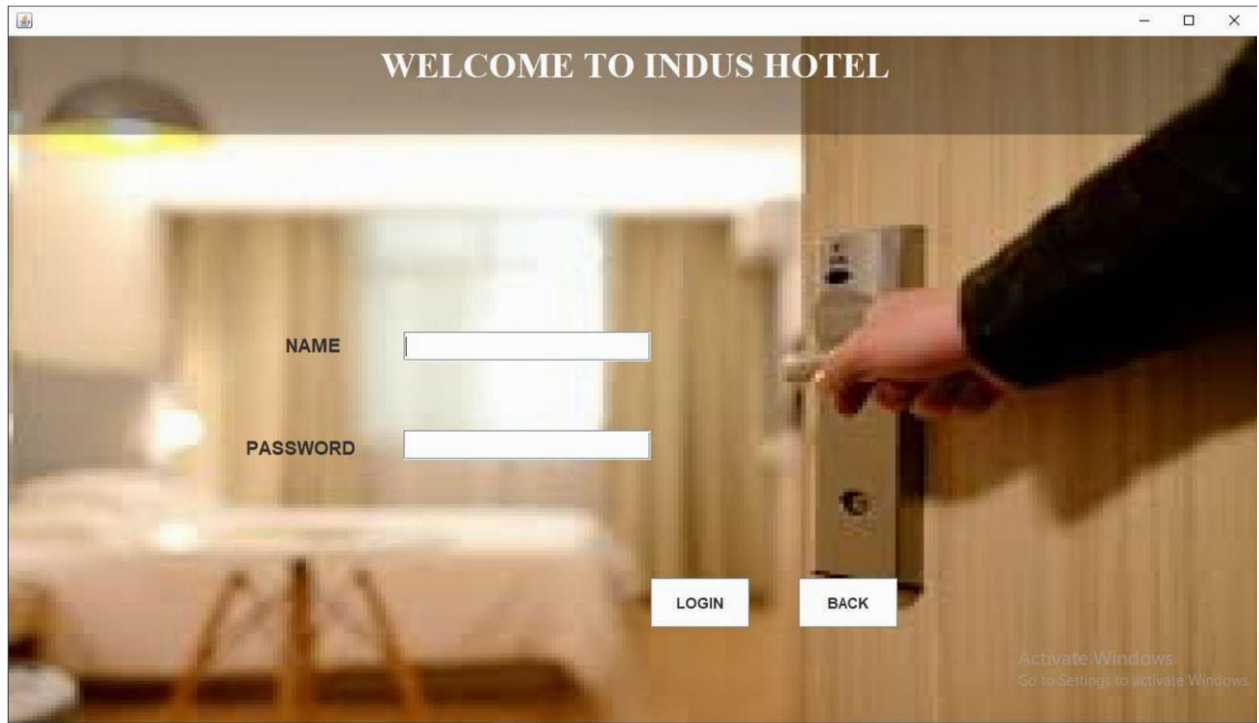 WELCOME TO INDUS HOTEL
NAME
PASSWORD
LOGIN
BACK
Activate Windows
Go to Settings to activate Windows.